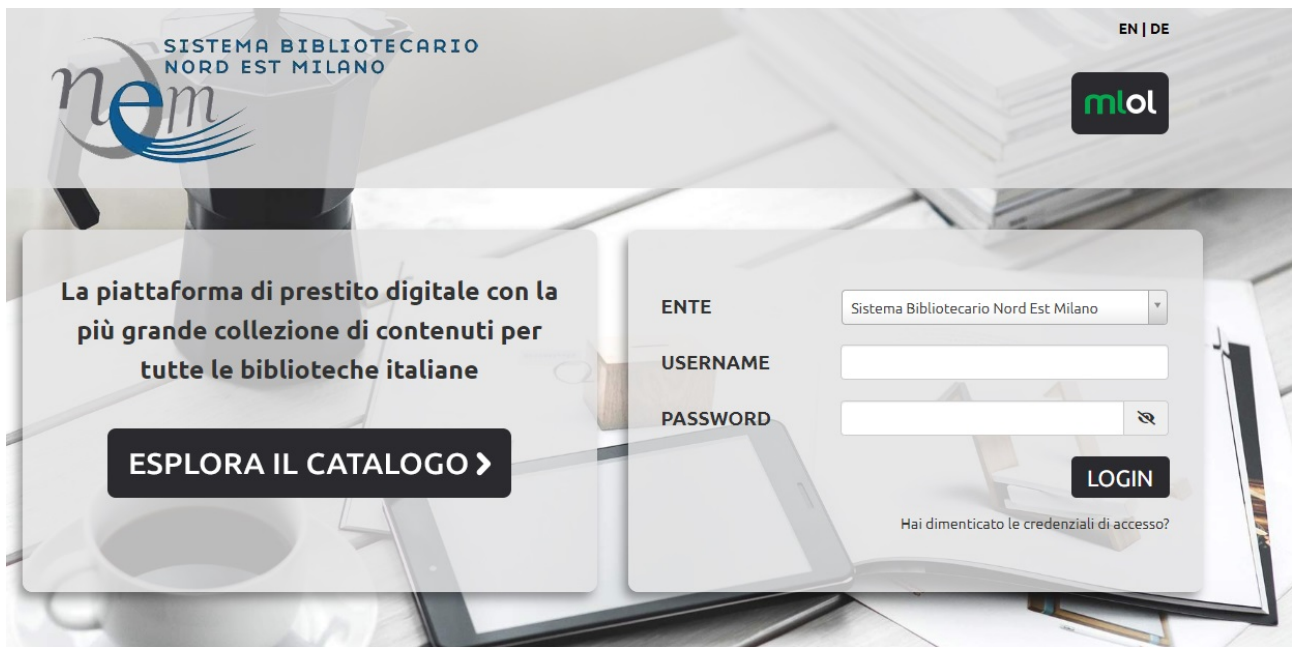 SISTEMA BIBLIOTECARIO
NORD EST MILANO
nem
EN | DE
mlol
La piattaforma di prestito digitale con la
più grande collezione di contenuti per
tutte le biblioteche italiane
ESPLORA IL CATALOGO
ENTE
Sistema Bibliotecario Nord Est Milano
USERNAME
PASSWORD
LOGIN
Hai dimenticato le credenziali di accesso?